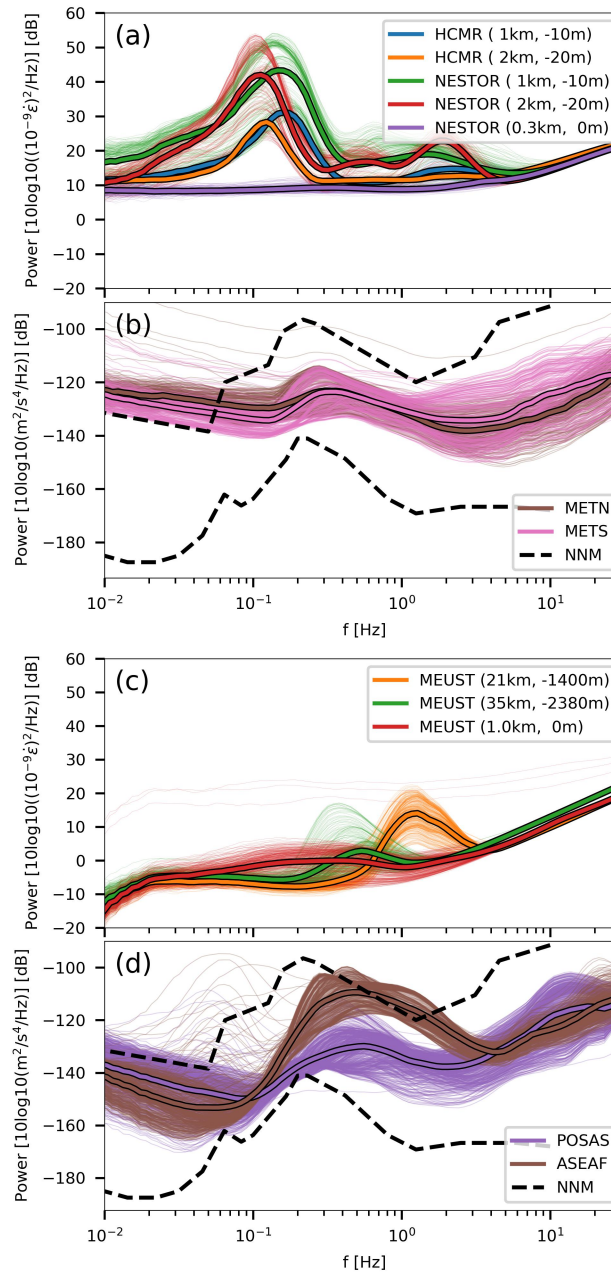 (a)
HCMR ( 1km, -10m)
HCMR ( 2km, -20m)
NESTOR ( 1km, -10m)
NESTOR ( 2km, -20m)
NESTOR (0.3km, 0m)
Power [10log10((10⁻⁹ε̇)²/Hz)] [dB]
60
50
40
30
20
10
0
−10
20
(b)
Power [10log10(m²/s⁴/Hz)] [dB]
−100
−120
−140
−160
−180
METN
METS
NNM
10⁻²
10⁻¹
10⁰
10¹
f [Hz]
(c)
MEUST (21km, -1400m)
MEUST (35km, -2380m)
MEUST (1.0km, 0m)
Power [10log10((10⁻⁹ε̇)²/Hz)] [dB]
60
50
40
30
20
10
0
−10
−20
(d)
Power [10log10(m²/s⁴/Hz)] [dB]
−100
−120
−140
−160
−180
POSAS
ASEAF
NNM
10⁻²
10⁻¹
10⁰
10¹
f [Hz]